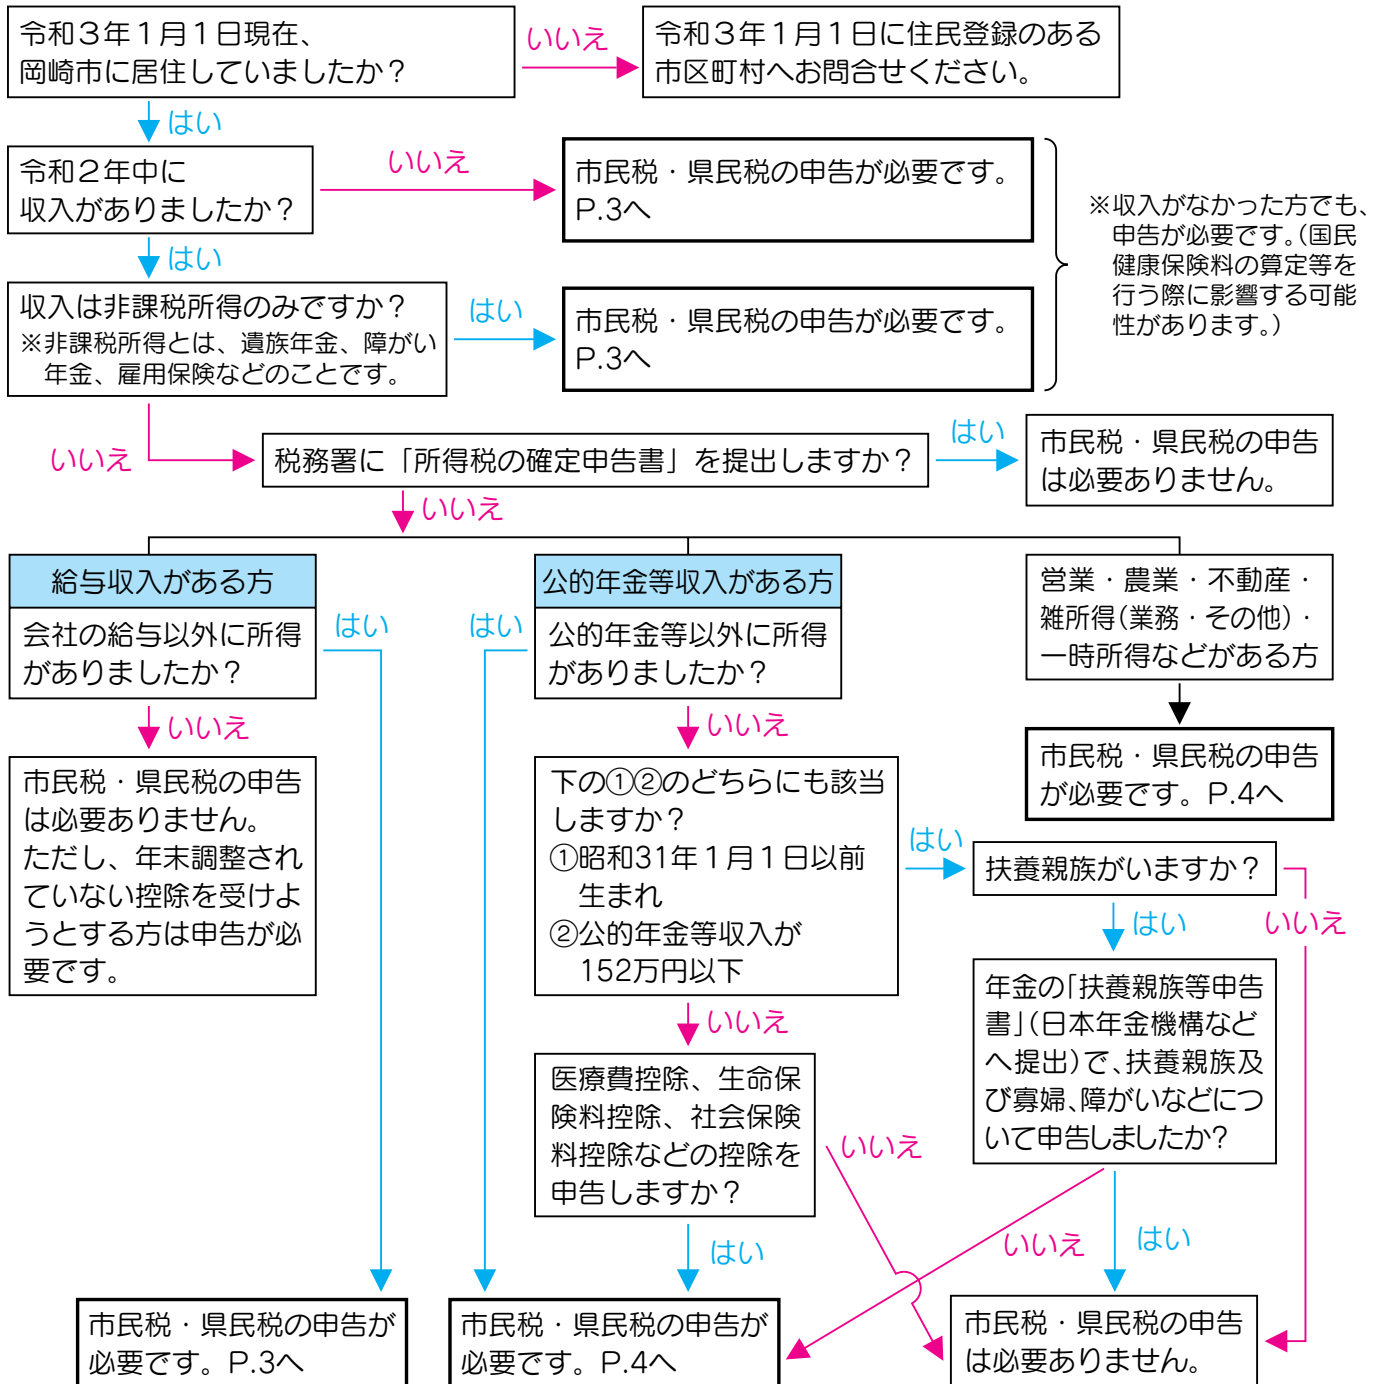 令和3年1月1日現在、
岡崎市に居住していましたか？
いいえ
令和3年1月1日に住民登録のある
市区町村へお問合せください。
はい
令和2年中に
収入がありましたか？
いいえ
市民税・県民税の申告が必要です。
P.3へ
※収入がなかった方でも、
申告が必要です。（国民
健康保険料の算定等を
行う際に影響する可能
性があります。）
はい
収入は非課税所得のみですか？
※非課税所得とは、遺族年金、障がい
年金、雇用保険などのことです。
はい
市民税・県民税の申告が必要です。
P.3へ
いいえ
税務署に「所得税の確定申告書」を提出しますか？
はい
市民税・県民税の申告
は必要ありません。
いいえ
給与収入がある方
会社の給与以外に所得
がありましたか？
はい
いいえ
市民税・県民税の申告
は必要ありません。
ただし、年末調整され
ていない控除を受けよ
うとする方は申告が必
要です。
公的年金等収入がある方
公的年金等以外に所得
がありましたか？
はい
いいえ
下の①②のどちらにも該当
しますか？
①昭和31年1月1日以前
生まれ
②公的年金等収入が
152万円以下
はい
いいえ
営業・農業・不動産・
雑所得（業務・その他）・
一時所得などがある方
市民税・県民税の申告
が必要です。P.4へ
扶養親族がいますか？
はい
いいえ
年金の「扶養親族等申告
書」（日本年金機構など
へ提出）で、扶養親族及
び寡婦、障がいなどにつ
いて申告しましたか？
医療費控除、生命保
険料控除、社会保険
料控除などの控除を
申告しますか？
いいえ
はい
いいえ
はい
市民税・県民税の申告が
必要です。P.3へ
市民税・県民税の申告が
必要です。P.4へ
市民税・県民税の申告
は必要ありません。